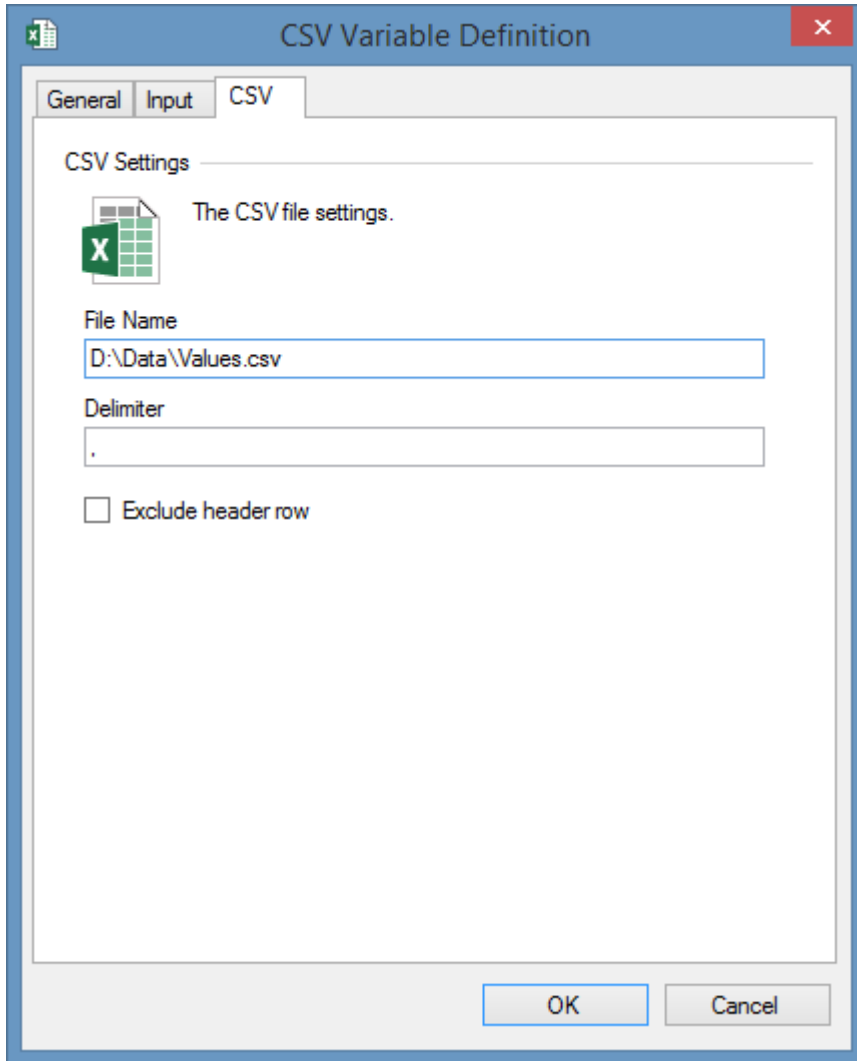 CSV Variable Definition
General Input CSV
CSV Settings
X
The CSV file settings.
File Name
D:\Data\Values.csv
Delimiter
,
Exclude header row
OK Cancel